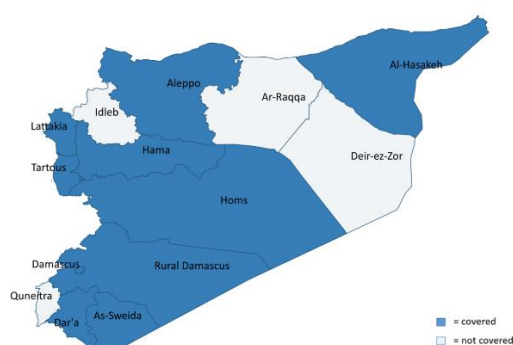 Al-Hasakeh
Aleppo
Ar-Raqqa
Idleb
Lattakia
Hama
Deir-ez-Zor
Tartous
Homs
Damascus
Rural Damascus
Quneitra
Dar'a
As-Sweida
= covered
= not covered